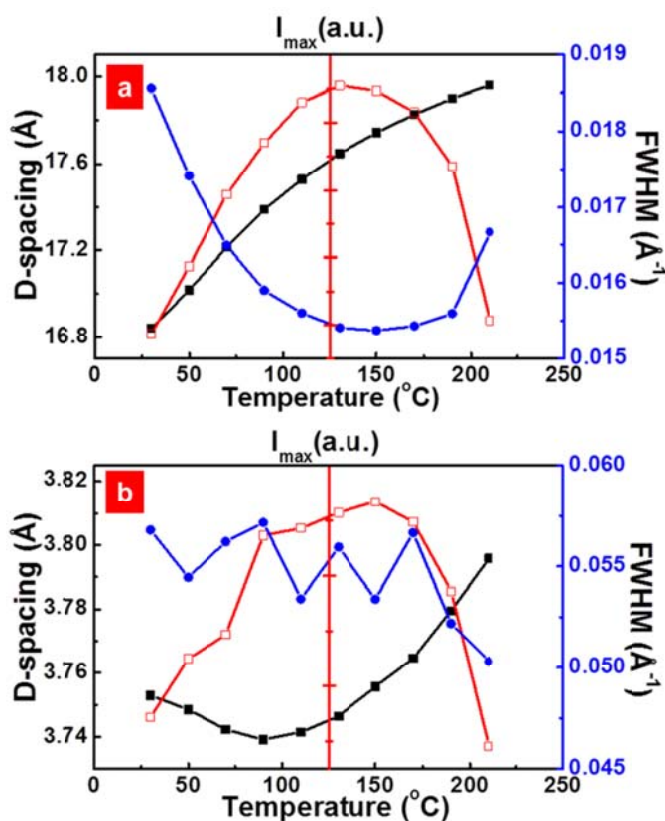 I_max(a.u.)
a
18.0
17.6
17.2
16.8
D-spacing (Å)
0.019
0.018
0.017
0.016
0.015
FWHM (Å⁻¹)
0 50 100 150 200 250
Temperature (°C)
I_max(a.u.)
b
3.82
3.80
3.78
3.76
3.74
D-spacing (Å)
0.060
0.055
0.050
0.045
FWHM (Å⁻¹)
0 50 100 150 200 250
Temperature (°C)